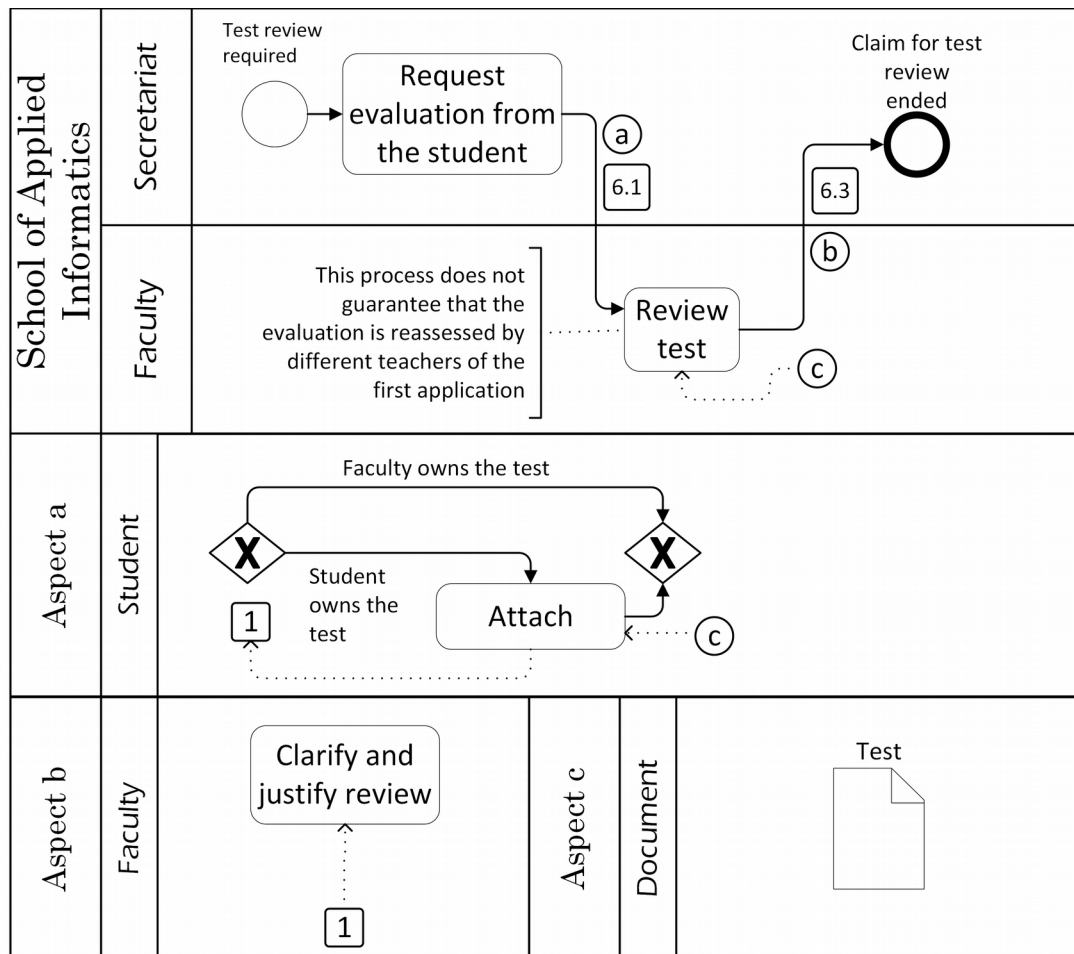 School of Applied
Informatics
Secretariat
Test review
required
Request
evaluation from
the student
a
6.1
Claim for test
review
ended
6.3
b
Faculty
This process does not
guarantee that the
evaluation is reassessed by
different teachers of the
first application
Review
test
c
Aspect a
Student
Faculty owns the test
X
X
Student
owns the
test
1
Attach
c
Aspect b
Faculty
Clarify and
justify review
1
Aspect c
Document
Test